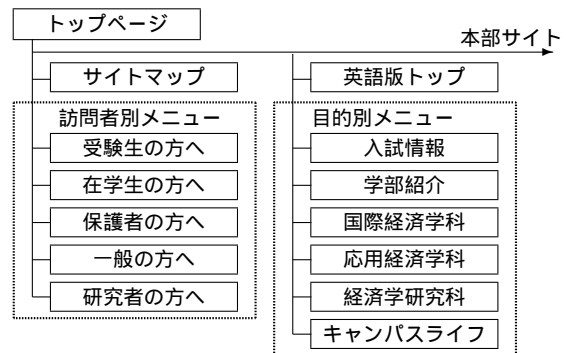 トップページ
本部サイト
サイトマップ
英語版トップ
訪問者別メニュー
受験生の方へ
在学生の方へ
保護者の方へ
一般の方へ
研究者の方へ
目的別メニュー
入試情報
学部紹介
国際経済学科
応用経済学科
経済学研究科
キャンパスライフ